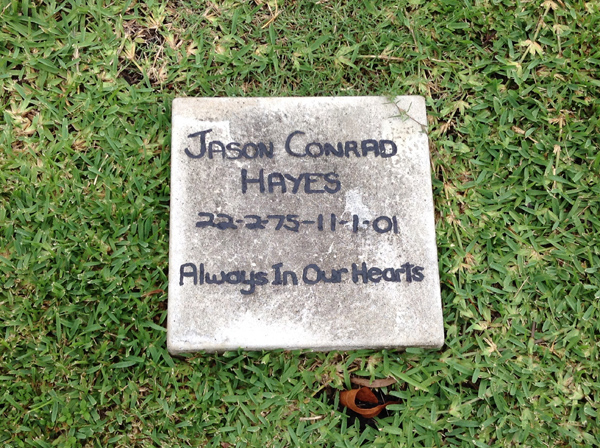 Jason Conrad
Hayes
22-2-75-11-1-01
Always In Our Hearts